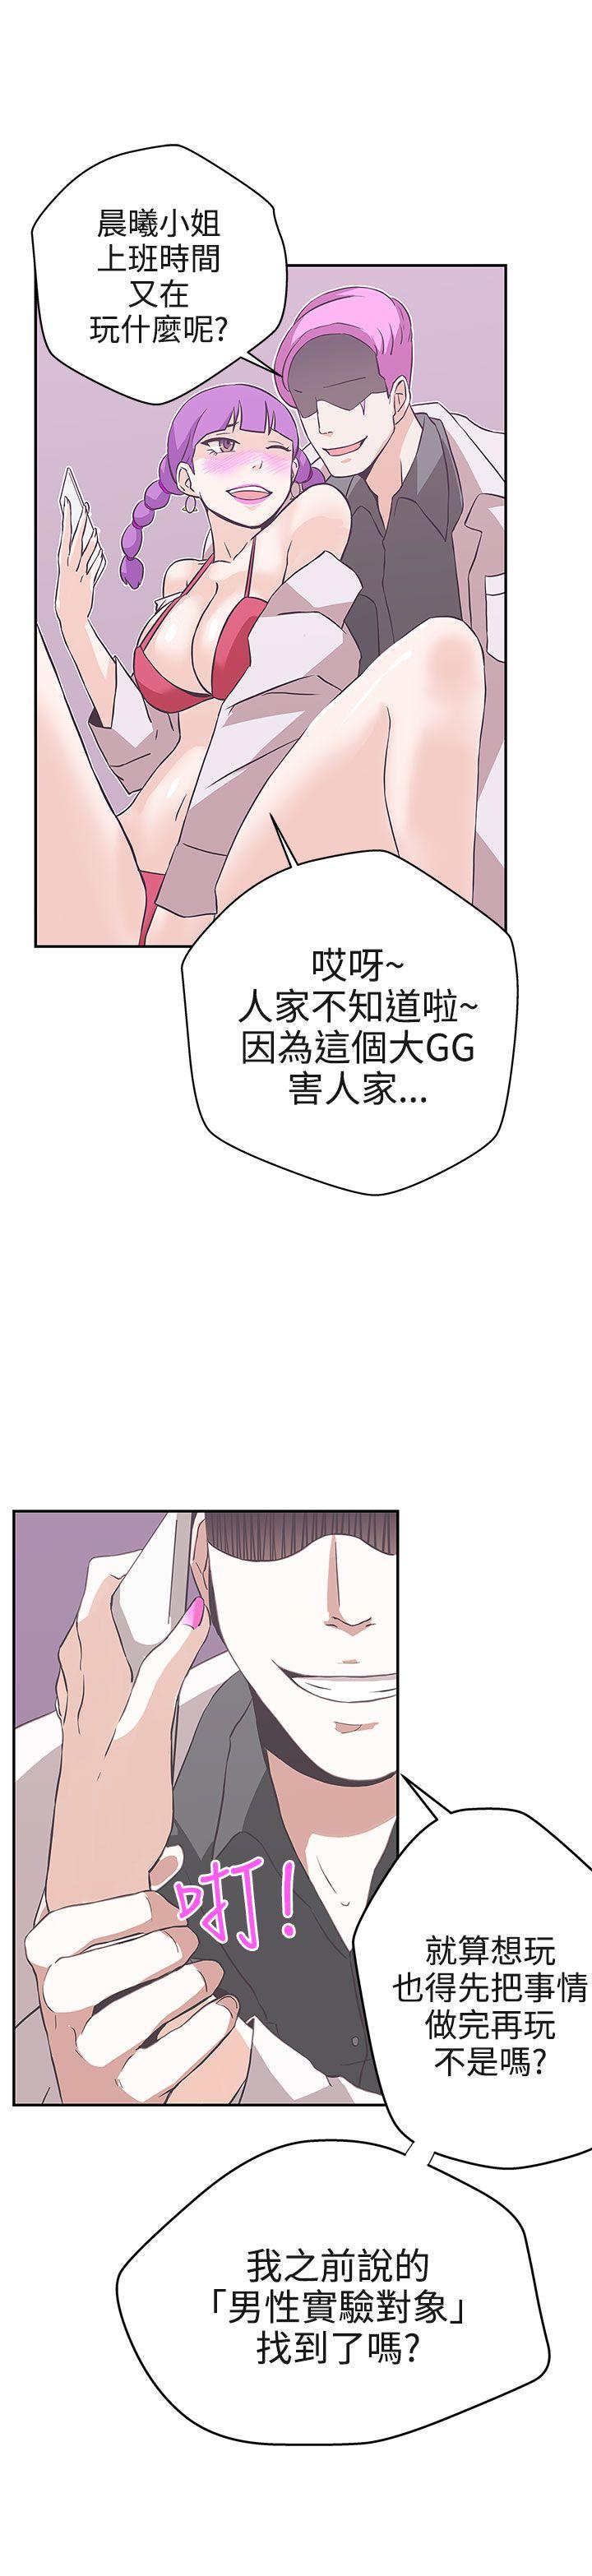 晨曦小姐
上班時間
又在
玩什麼呢?
哎呀~
人家不知道啦~
因為這個大GG
害人家...
啪!
就算想玩
也得先把事情
做完再玩
不是嗎?
我之前說的
「男性實驗對象」
找到了嗎?